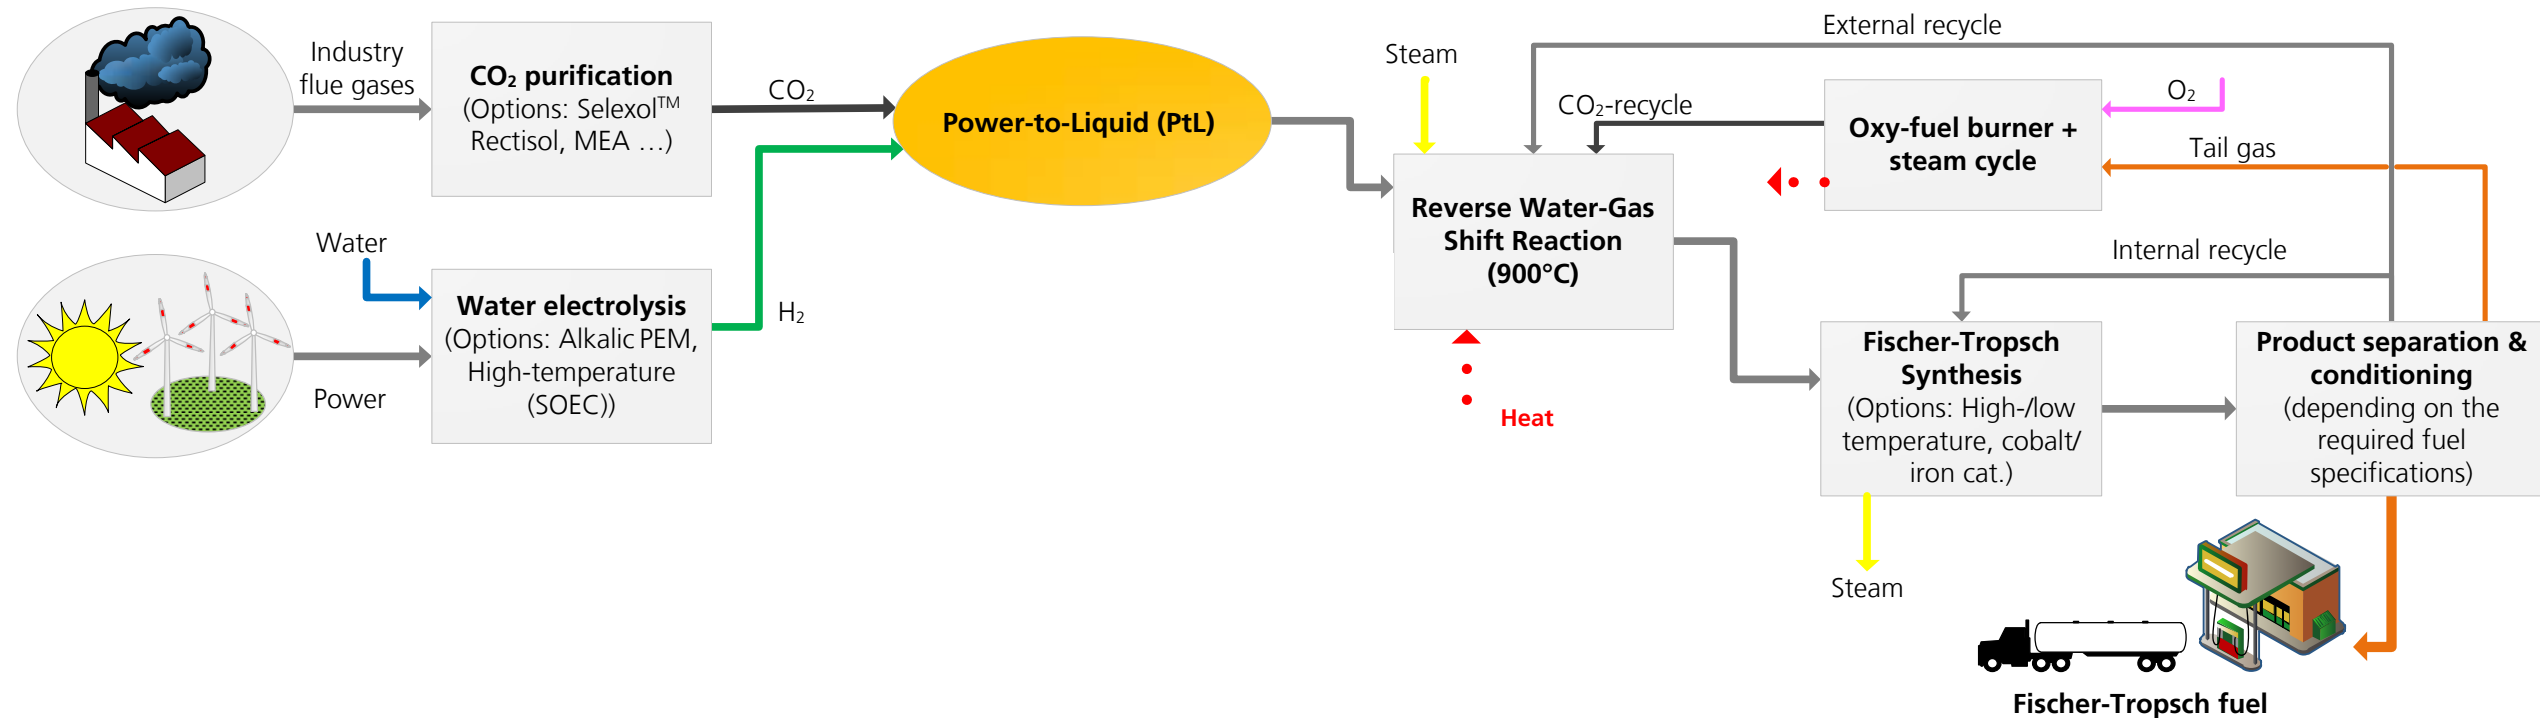 Industry
flue gases
CO₂ purification
(Options: Selexol™
Rectisol, MEA …)
CO₂
Power-to-Liquid (PtL)
Water
Water electrolysis
(Options: Alkalic PEM,
High-temperature
(SOEC))
H₂
Power
Steam
External recycle
CO₂-recycle
Oxy-fuel burner +
steam cycle
O₂
Tail gas
Reverse Water-Gas
Shift Reaction
(900°C)
Heat
Internal recycle
Fischer-Tropsch
Synthesis
(Options: High-/low
temperature, cobalt/
iron cat.)
Product separation &
conditioning
(depending on the
required fuel
specifications)
Steam
Fischer-Tropsch fuel